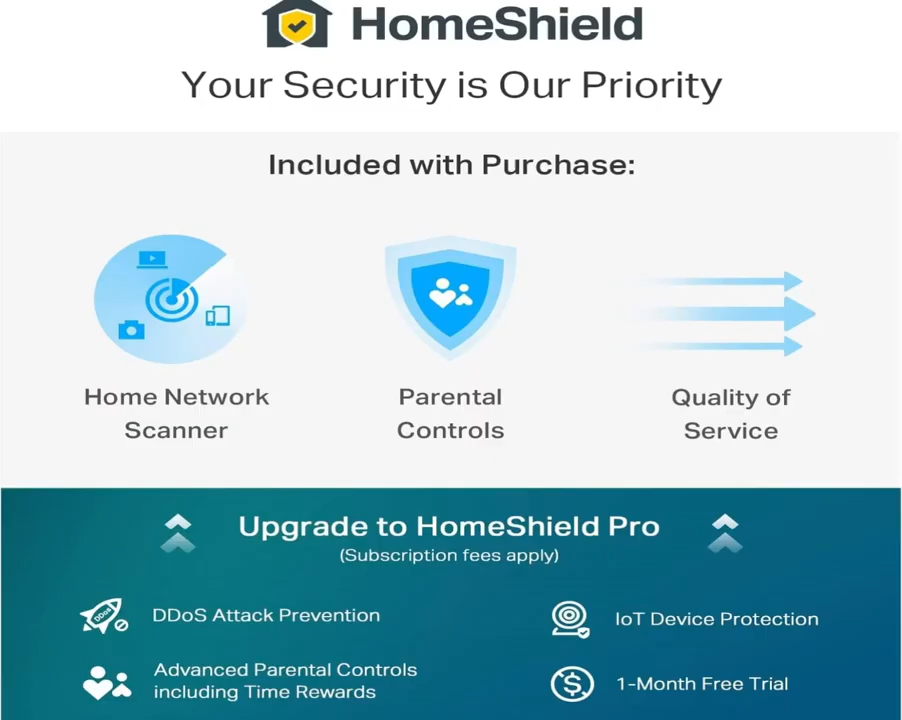 HomeShield
Your Security is Our Priority
Included with Purchase:
Home Network
Scanner
Parental
Controls
Quality of
Service
Upgrade to HomeShield Pro
(Subscription fees apply)
DDoS
DDoS Attack Prevention
IoT Device Protection
Advanced Parental Controls
including Time Rewards
$
1-Month Free Trial